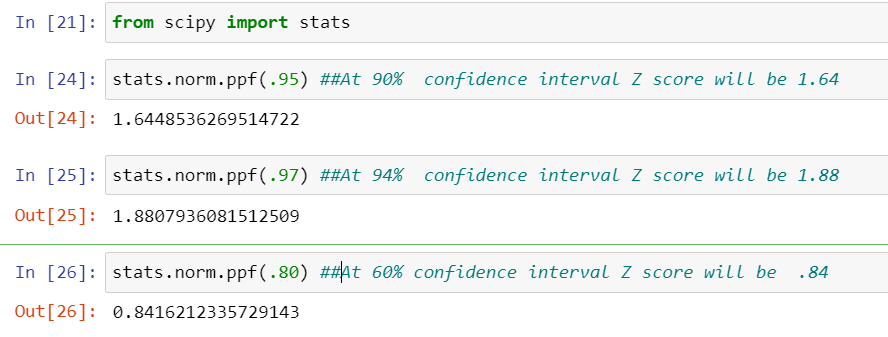 In [21]: from scipy import stats
In [24]: stats.norm.ppf(.95) ##At 90%  confidence interval Z score will be 1.64
Out[24]: 1.6448536269514722
In [25]: stats.norm.ppf(.97) ##At 94%  confidence interval Z score will be 1.88
Out[25]: 1.8807936081512509
In [26]: stats.norm.ppf(.80) ##At 60% confidence interval Z score will be  .84
Out[26]: 0.8416212335729143